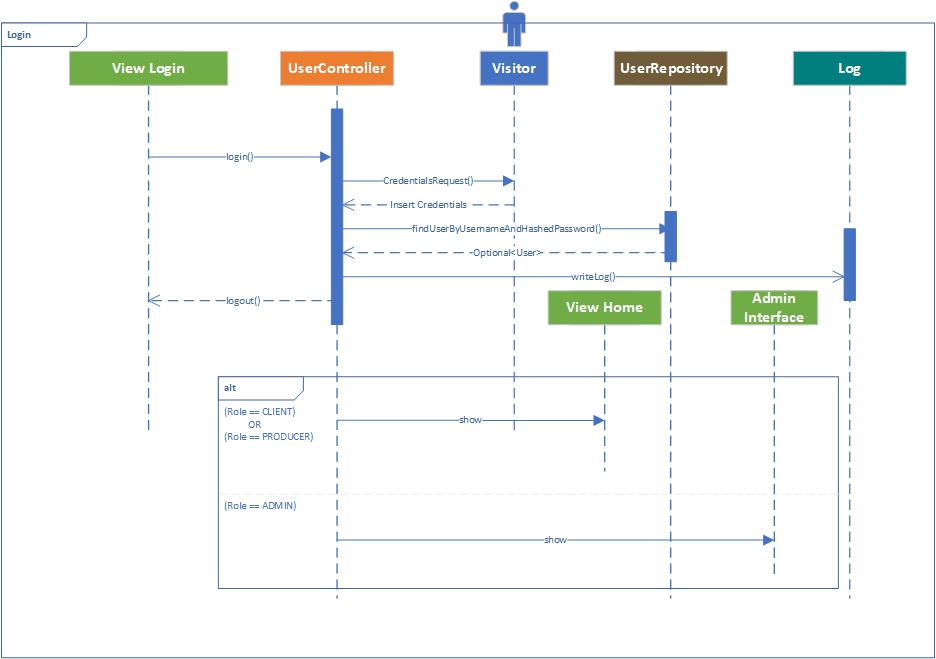 Login
View Login
UserController
Visitor
UserRepository
Log
login()
CredentialsRequest()
Insert Credentials
findUserByUsernameAndHashedPassword()
Optional<User>
writeLog()
logout()
View Home
Admin
Interface
alt
(Role == CLIENT)
OR
(Role == PRODUCER)
show
(Role == ADMIN)
show